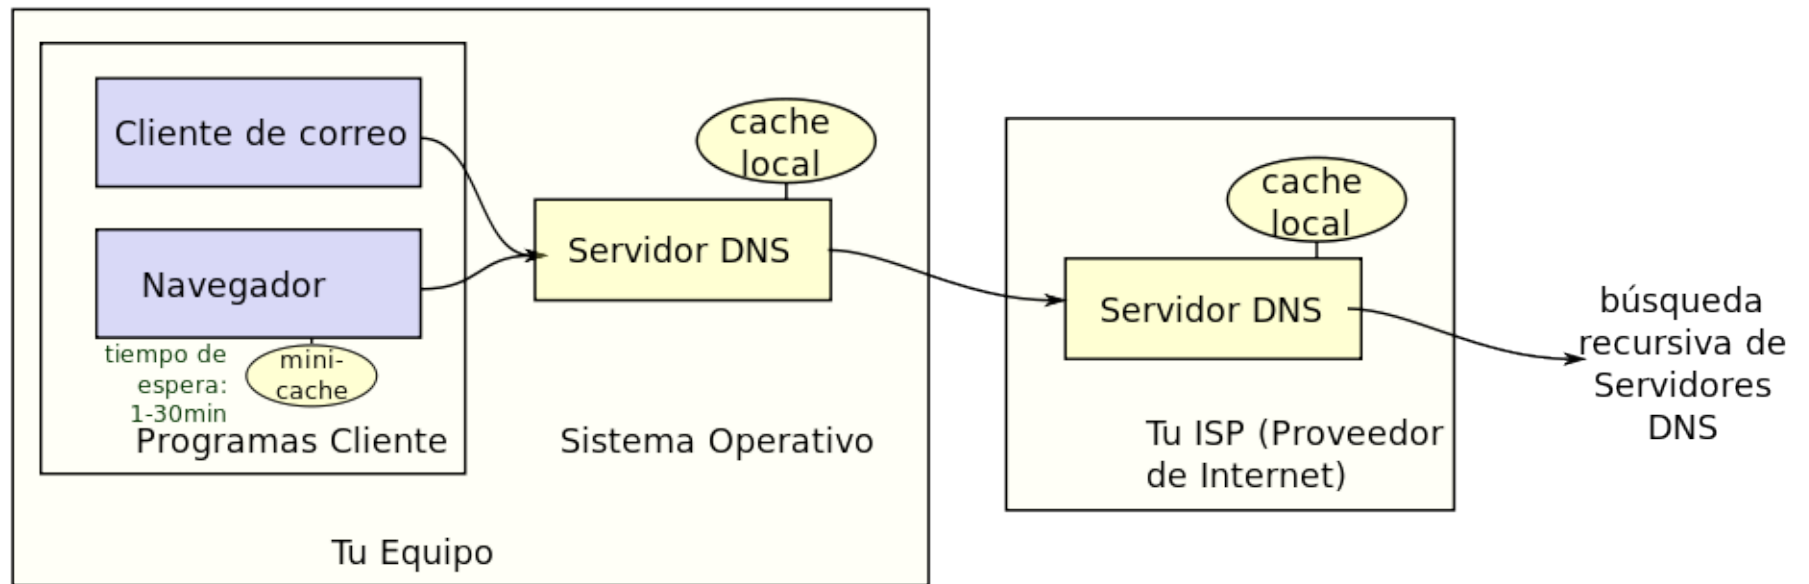 Cliente de correo
Navegador
tiempo de
espera:
1-30min
mini-
cache
Programas Cliente
cache
local
Servidor DNS
Sistema Operativo
Tu Equipo
cache
local
Servidor DNS
Tu ISP (Proveedor
de Internet)
búsqueda
recursiva de
Servidores
DNS